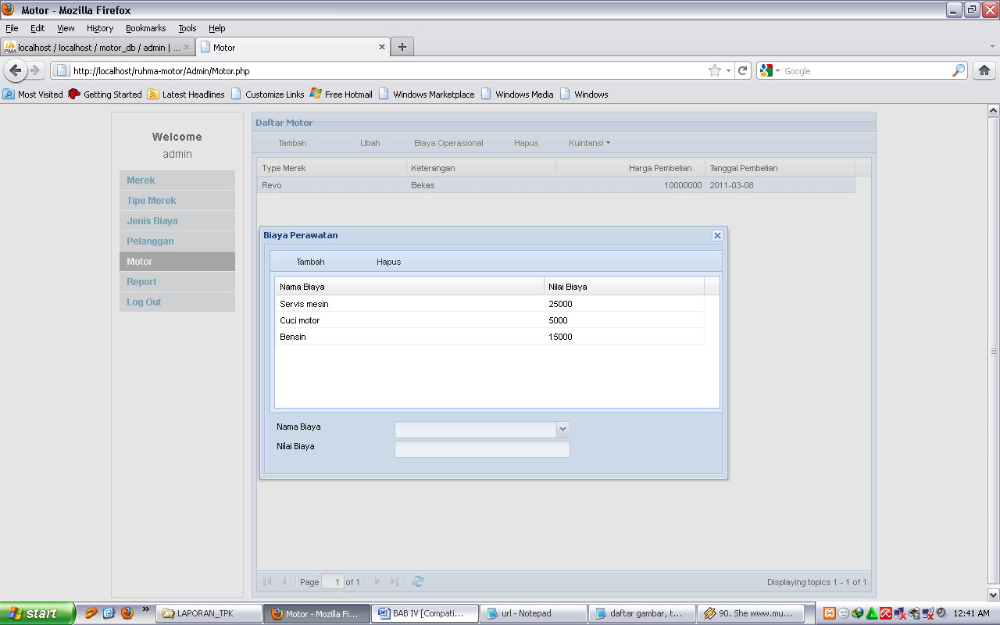 Motor - Mozilla Firefox
File Edit View History Bookmarks Tools Help
localhost / localhost / motor_db / admin | ... Motor
http://localhost/ruhma-motor/Admin/Motor.php Google
Most Visited Getting Started Latest Headlines Customize Links Free Hotmail Windows Marketplace Windows Media Windows
Welcome
admin
Merek
Tipe Merek
Jenis Biaya
Pelanggan
Motor
Report
Log Out
Daftar Motor
Tambah Ubah Biaya Operasional Hapus Kuintansi
Type Merek Keterangan Harga Pembelian Tanggal Pembelian
Revo Bekas 10000000 2011-03-08
Biaya Perawatan
Tambah Hapus
Nama Biaya Nilai Biaya
Servis mesin 25000
Cuci motor 5000
Bensin 15000
Nama Biaya
Nilai Biaya
Page 1 of 1 Displaying topics 1 - 1 of 1
start LAPORAN_TPK Motor - Mozilla Fi... BAB IV [Compati... url - Notepad daftar gambar, t... 90. She www.mu... 12:41 AM